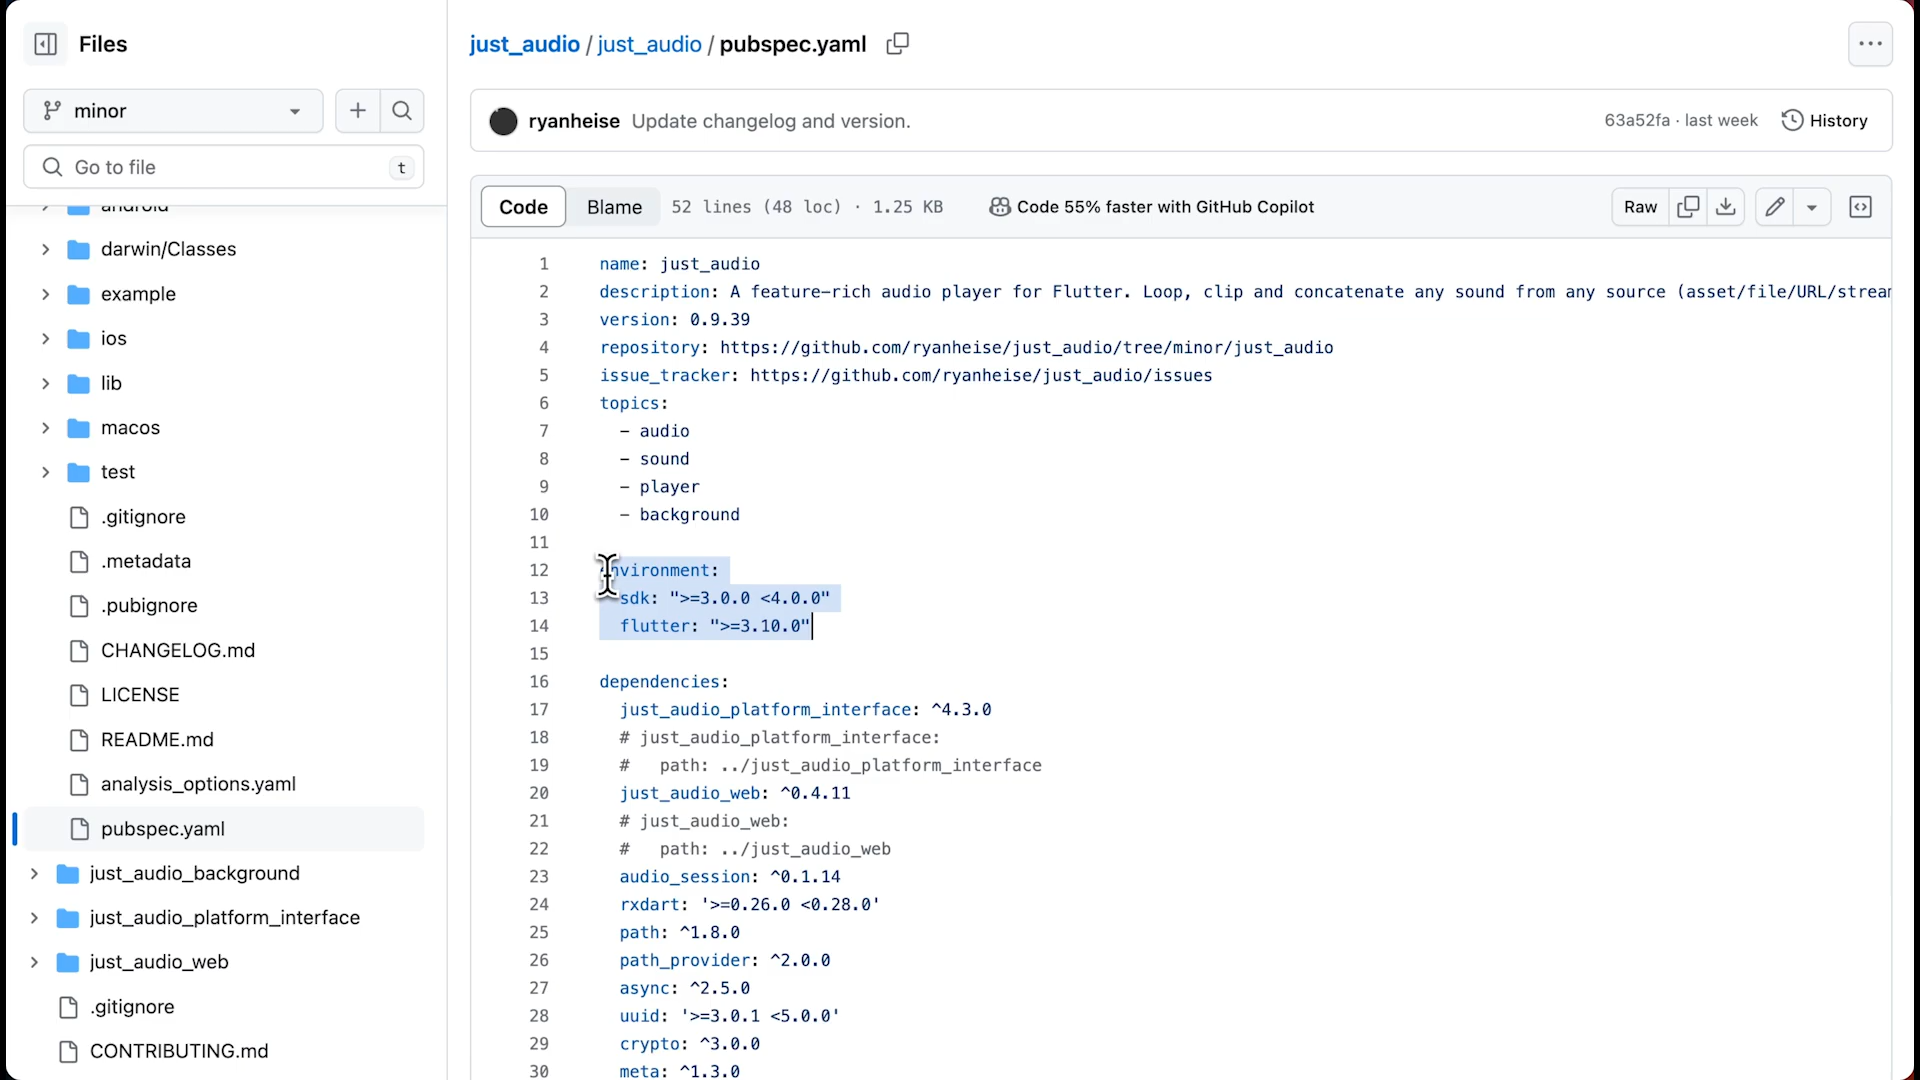 Files
minor
Go to file
t
android
darwin/Classes
example
ios
lib
macos
test
.gitignore
.metadata
.pubignore
CHANGELOG.md
LICENSE
README.md
analysis_options.yaml
pubspec.yaml
just_audio_background
just_audio_platform_interface
just_audio_web
.gitignore
CONTRIBUTING.md
just_audio / just_audio / pubspec.yaml
ryanheise Update changelog and version.
63a52fa · last week
History
Code
Blame
52 lines (48 loc) · 1.25 KB
Code 55% faster with GitHub Copilot
Raw
1 name: just_audio
2 description: A feature-rich audio player for Flutter. Loop, clip and concatenate any sound from any source (asset/file/URL/stream
3 version: 0.9.39
4 repository: https://github.com/ryanheise/just_audio/tree/minor/just_audio
5 issue_tracker: https://github.com/ryanheise/just_audio/issues
6 topics:
7 - audio
8 - sound
9 - player
10 - background
11
12 environment:
13 sdk: ">=3.0.0 <4.0.0"
14 flutter: ">=3.10.0"
15
16 dependencies:
17 just_audio_platform_interface: ^4.3.0
18 # just_audio_platform_interface:
19 # path: ../just_audio_platform_interface
20 just_audio_web: ^0.4.11
21 # just_audio_web:
22 # path: ../just_audio_web
23 audio_session: ^0.1.14
24 rxdart: '>=0.26.0 <0.28.0'
25 path: ^1.8.0
26 path_provider: ^2.0.0
27 async: ^2.5.0
28 uuid: '>=3.0.1 <5.0.0'
29 crypto: ^3.0.0
30 meta: ^1.3.0